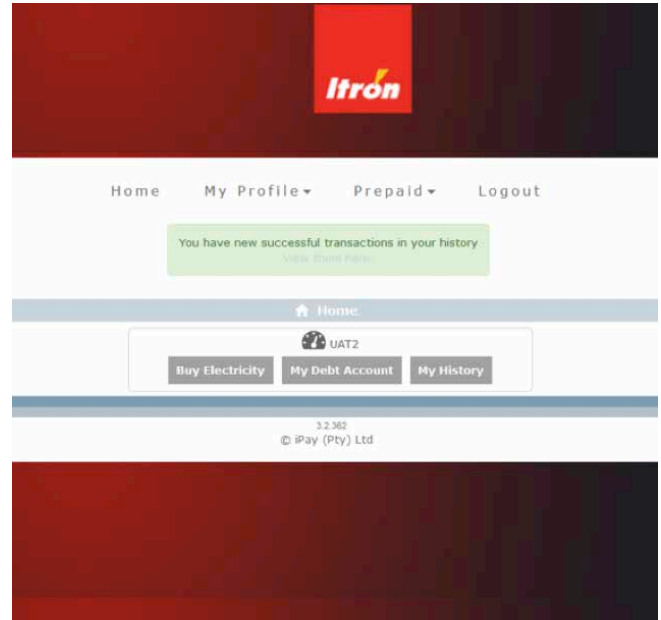 Itrón
Home My Profile Prepaid Logout
You have new successful transactions in your history
View them here.
Home
UAT2
Buy Electricity My Debt Account My History
3.2.362
© iPay (Pty) Ltd